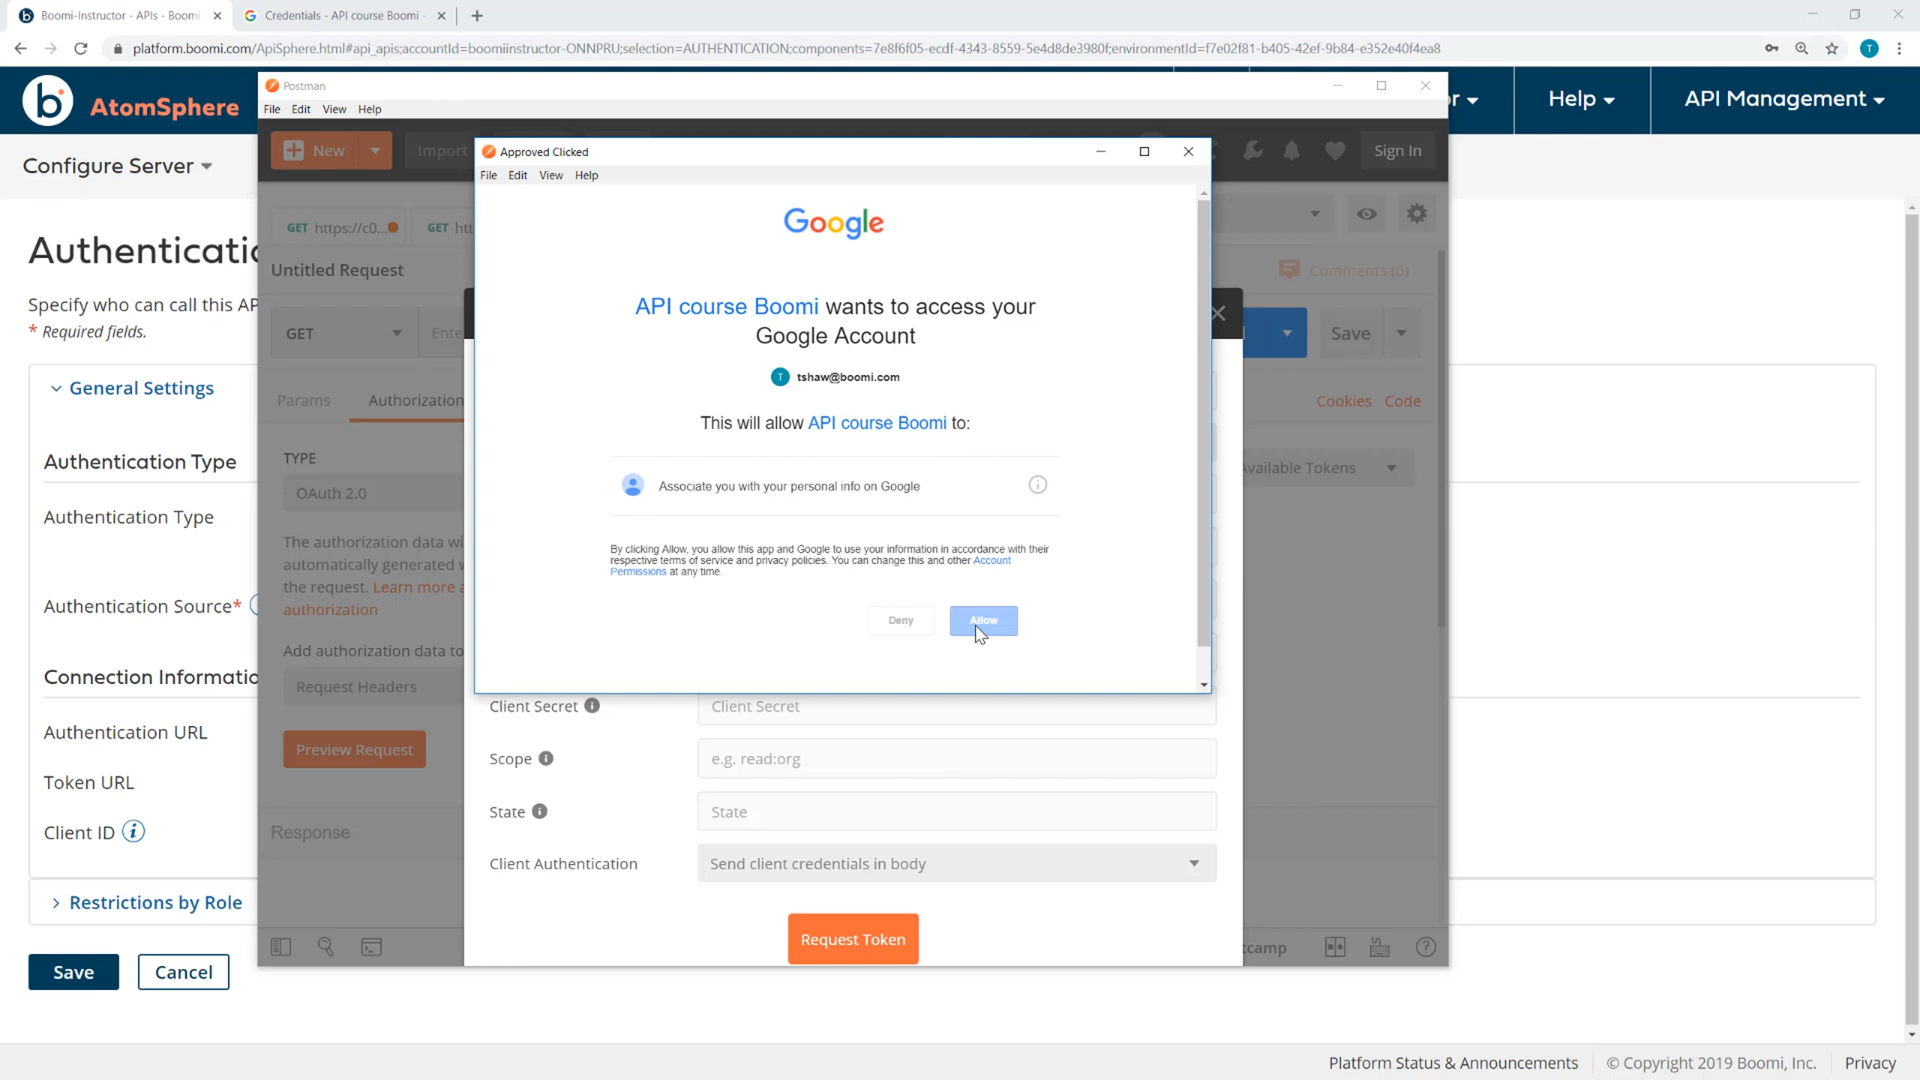 Boomi-Instructor - APIs - Boomi
Credentials - API course Boomi -
platform.boomi.com/ApiSphere.html#api_apis;accountId=boomiinstructor-ONNPRU;selection=AUTHENTICATION;components=7e8f6f05-ecdf-4343-8559-5e4d8de3980f;environmentId=f7e02f81-b405-42ef-9b84-e352e40f4ea8
T
b AtomSphere
Help
API Management
Postman
File Edit View Help
Configure Server
New
Import
Sign In
Approved Clicked
File Edit View Help
GET https://c0...
GET htt
Google
Authenticatio
Untitled Request
Comments (0)
Specify who can call this AP
* Required fields.
GET
Ente
Save
API course Boomi wants to access your
Google Account
T tshaw@boomi.com
General Settings
Params
Authorization
Cookies Code
This will allow API course Boomi to:
Authentication Type
TYPE
Available Tokens
OAuth 2.0
Associate you with your personal info on Google
Authentication Type
The authorization data wi
automatically generated w
the request. Learn more a
authorization
By clicking Allow, you allow this app and Google to use your information in accordance with their
respective terms of service and privacy policies. You can change this and other Account
Permissions at any time.
Authentication Source*
Deny
Allow
Add authorization data to
Connection Informatio
Request Headers
Client Secret
Client Secret
Authentication URL
Preview Request
Scope
e.g. read:org
Token URL
State
State
Client ID
Response
Client Authentication
Send client credentials in body
Restrictions by Role
Request Token
tcamp
Save
Cancel
Platform Status & Announcements
© Copyright 2019 Boomi, Inc.
Privacy